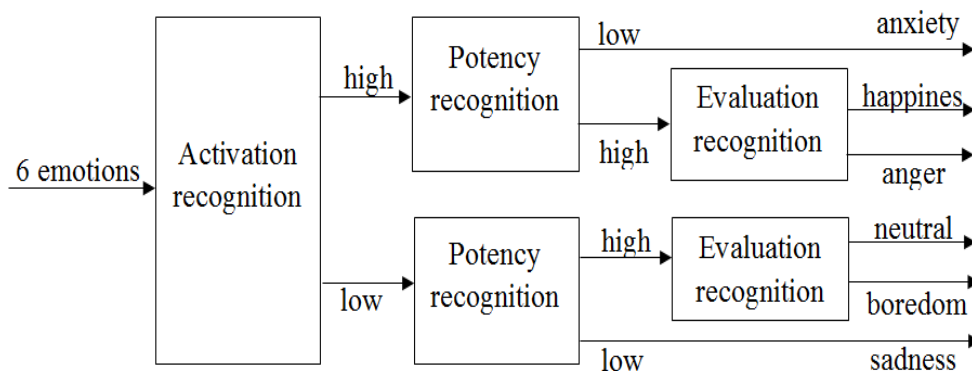 6 emotions
Activation
recognition
high
low
Potency
recognition
low
high
anxiety
Evaluation
recognition
happines
anger
Potency
recognition
high
low
Evaluation
recognition
neutral
boredom
sadness